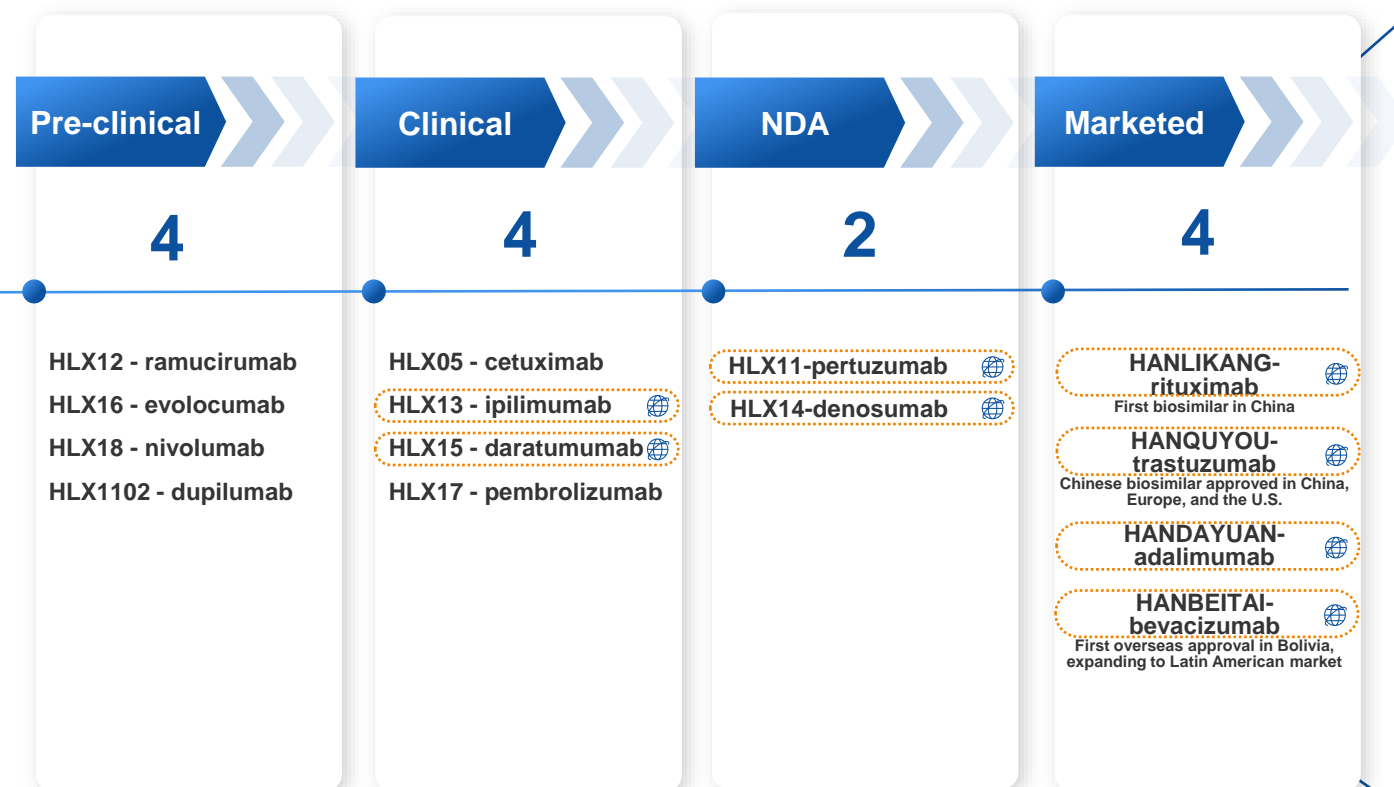 Pre-clinical
4
HLX12 - ramucirumab
HLX16 - evolocumab
HLX18 - nivolumab
HLX1102 - dupilumab
Clinical
4
HLX05 - cetuximab
HLX13 - ipilimumab
HLX15 - daratumumab
HLX17 - pembrolizumab
NDA
2
HLX11-pertuzumab
HLX14-denosumab
Marketed
4
HANLIKANG-
rituximab
First biosimilar in China
HANQUYOU-
trastuzumab
Chinese biosimilar approved in China,
Europe, and the U.S.
HANDAYUAN-
adalimumab
HANBEITAI-
bevacizumab
First overseas approval in Bolivia,
expanding to Latin American market